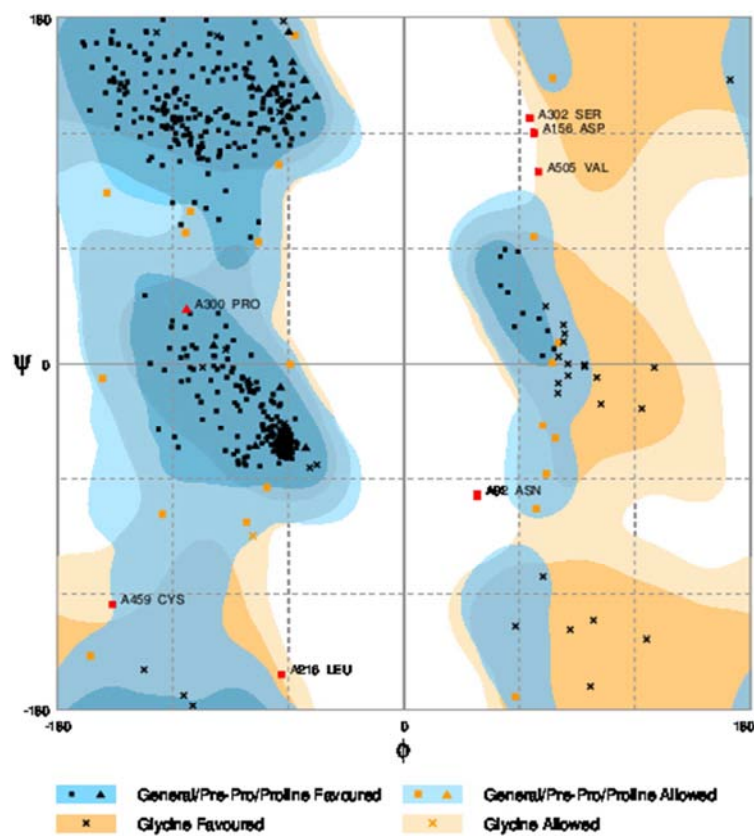 180
A302 SER
A156 ASP
A505 VAL
A300 PRO
Ψ 0
ASN
A459 CYS
A216 LEU
-180
-180 0 180
Φ
General/Pre-Pro/Proline Favoured General/Pre-Pro/Proline Allowed
Glycine Favoured Glycine Allowed